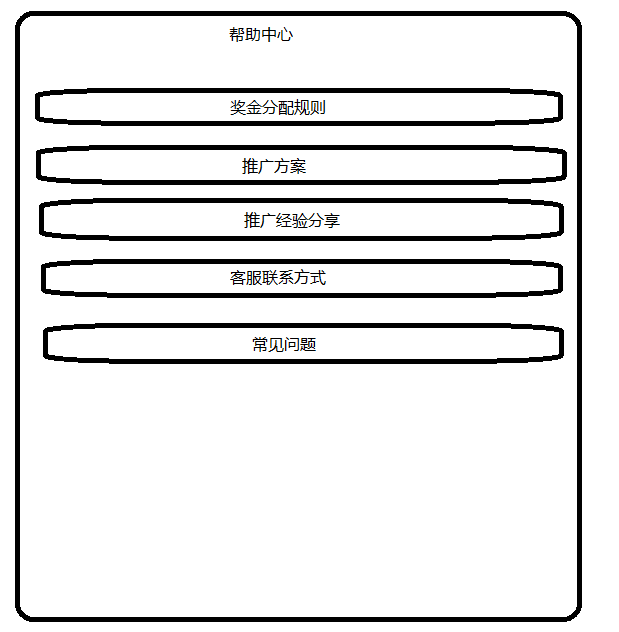 帮助中心
奖金分配规则
推广方案
推广经验分享
客服联系方式
常见问题